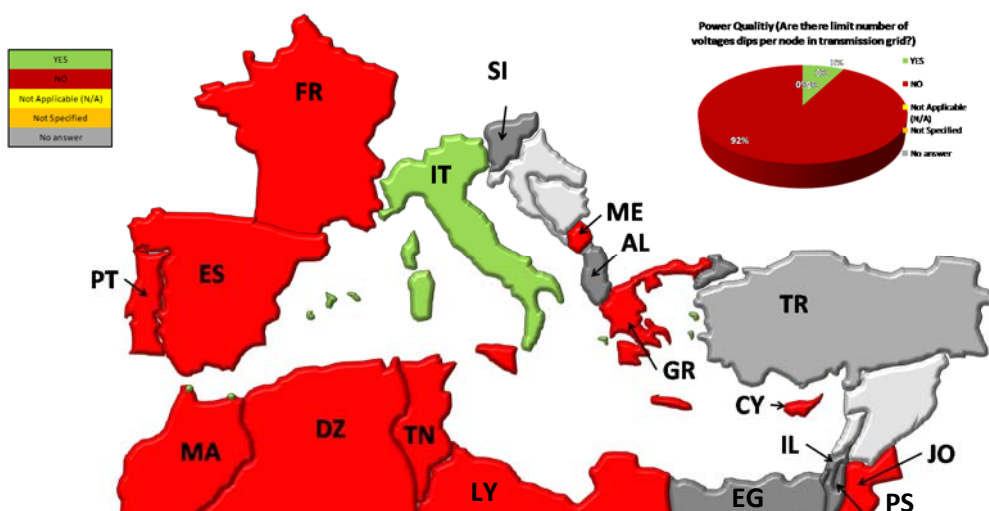 YES
NO
Not Applicable (N/A)
Not Specified
No answer
Power Qualitiy (Are there limit number of
voltages dips per node in transmission grid?)
92%
YES
NO
Not Applicable
(N/A)
Not Specified
No answer
SI
FR
IT
ME
AL
PT
ES
TR
GR
CY
MA
DZ
TN
IL
JO
LY
EG
PS